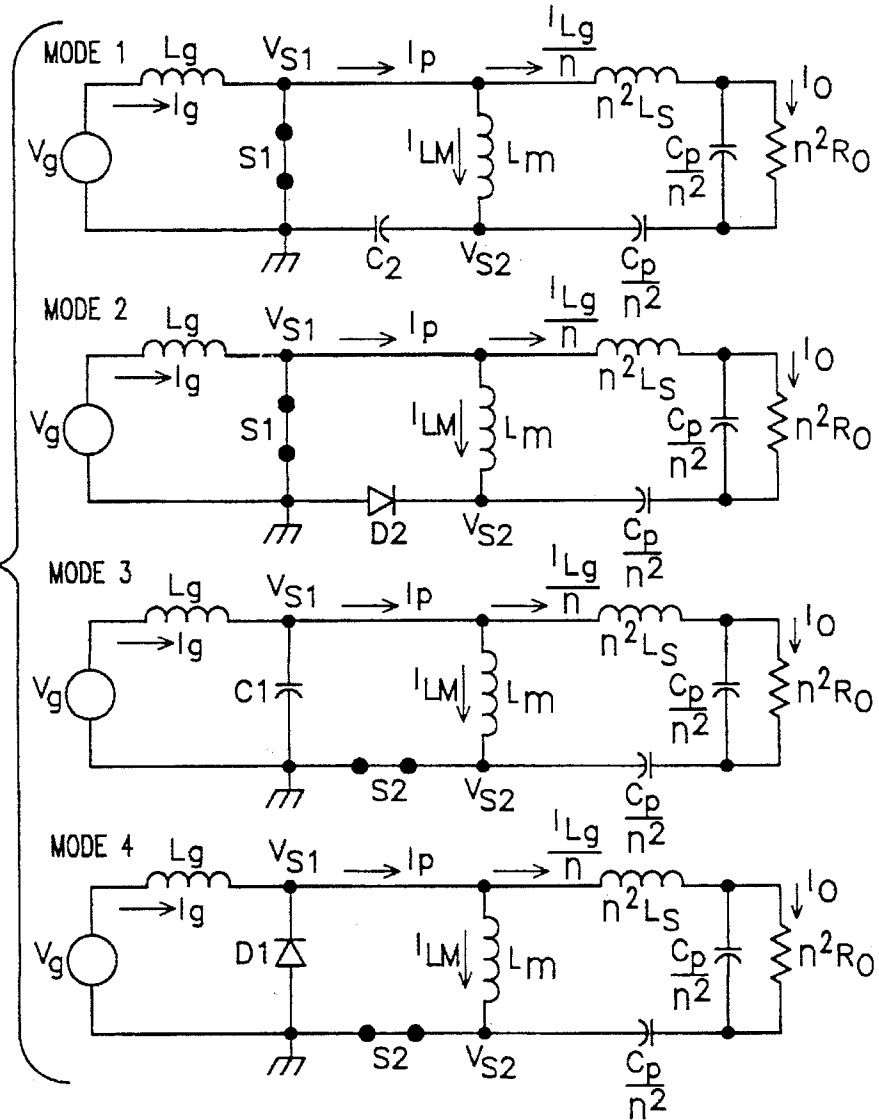 MODE 1
Lg
VS1
Ip
ILg/n
Ig
n2LS
IO
Vg
S1
ILM
Lm
Cp/n2
n2RO
C2
VS2
Cp/n2
MODE 2
Lg
VS1
Ip
ILg/n
Ig
n2LS
IO
Vg
S1
ILM
Lm
Cp/n2
n2RO
D2
VS2
Cp/n2
MODE 3
Lg
VS1
Ip
ILg/n
Ig
n2LS
IO
Vg
C1
ILM
Lm
Cp/n2
n2RO
S2
VS2
Cp/n2
MODE 4
Lg
VS1
Ip
ILg/n
Ig
n2LS
IO
Vg
D1
ILM
Lm
Cp/n2
n2RO
S2
VS2
Cp/n2